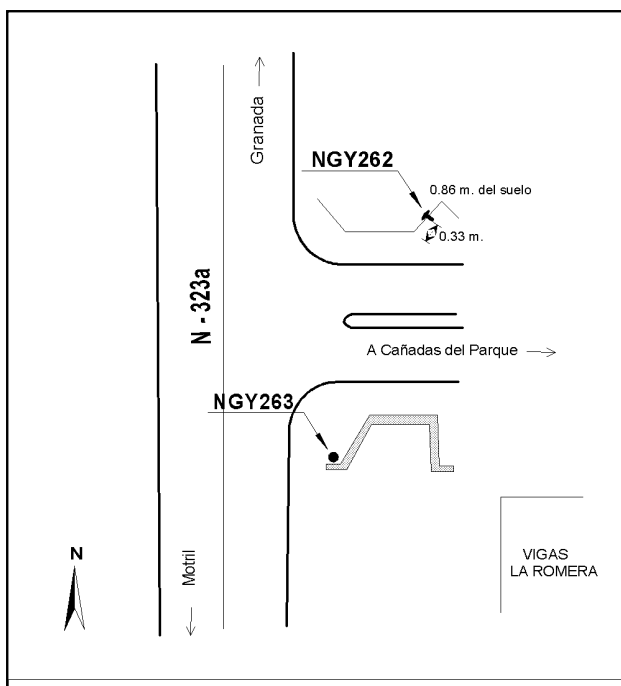 Granada
NGY262
0.86 m. del suelo
0.33 m.
N - 323a
A Cañadas del Parque
NGY263
N
Motril
VIGAS
LA ROMERA